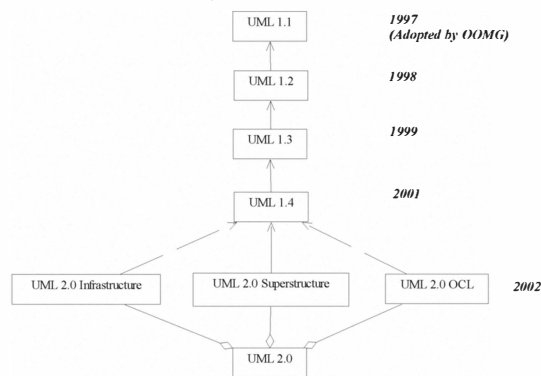 UML 1.1
1997
(Adopted by OOMG)
UML 1.2
1998
UML 1.3
1999
UML 1.4
2001
UML 2.0 Infrastructure
UML 2.0 Superstructure
UML 2.0 OCL
2002
UML 2.0